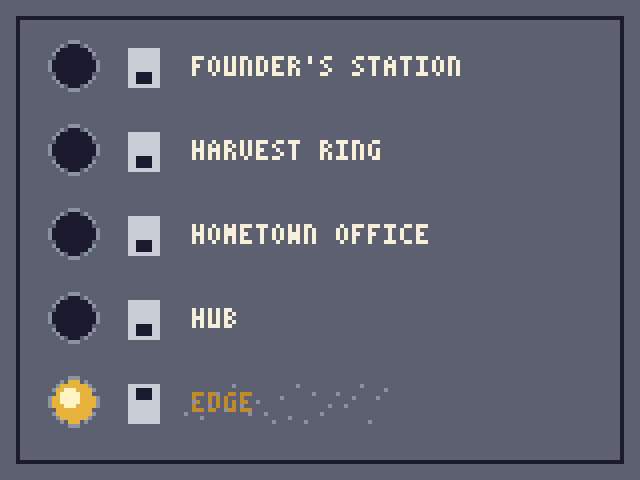 FOUNDER'S STATION
HARVEST RING
HOMETOWN OFFICE
HUB
EDGE